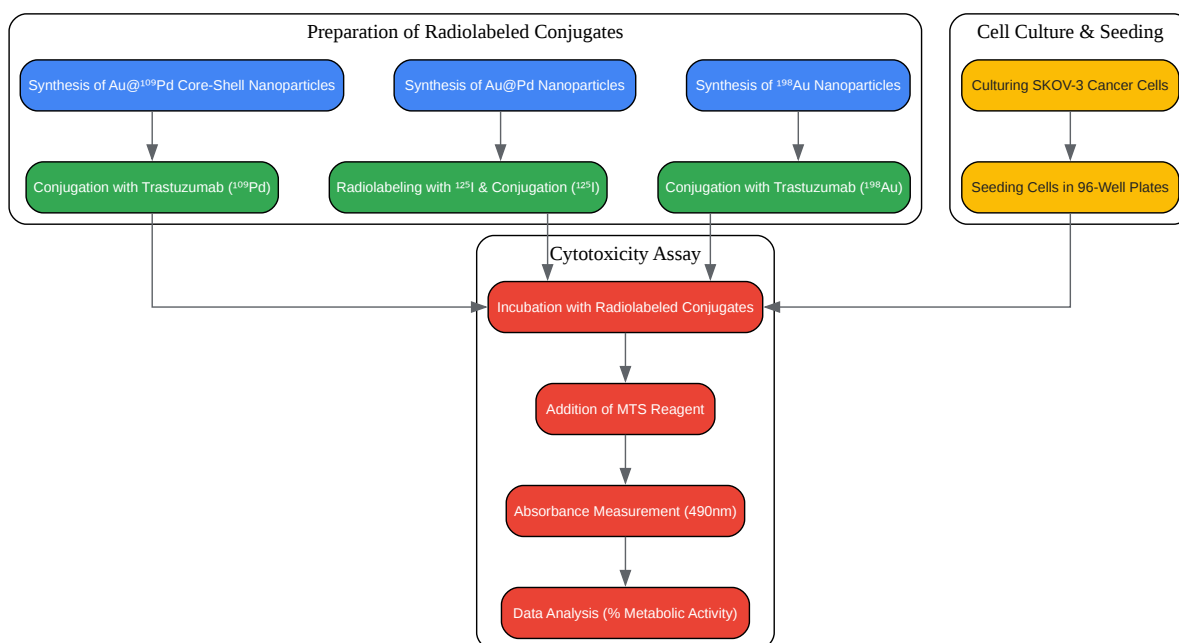 Preparation of Radiolabeled Conjugates
Cell Culture & Seeding
Synthesis of Au@¹⁰⁹Pd Core-Shell Nanoparticles
Synthesis of Au@Pd Nanoparticles
Synthesis of ¹⁹⁸Au Nanoparticles
Culturing SKOV-3 Cancer Cells
Conjugation with Trastuzumab (¹⁰⁹Pd)
Radiolabeling with ¹²⁵I & Conjugation (¹²⁵I)
Conjugation with Trastuzumab (¹⁹⁸Au)
Seeding Cells in 96-Well Plates
Cytotoxicity Assay
Incubation with Radiolabeled Conjugates
Addition of MTS Reagent
Absorbance Measurement (490nm)
Data Analysis (% Metabolic Activity)